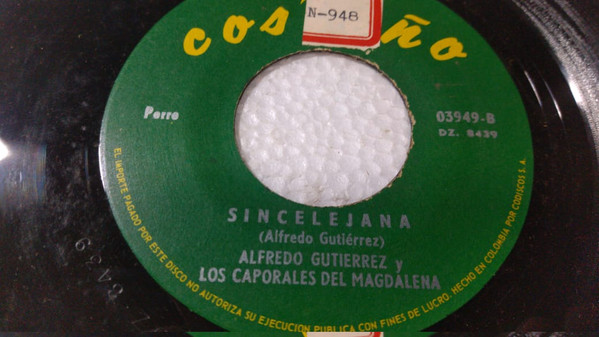 N-948
cos ño
Porro
03949-B
DZ. 8439
SINCELEJANA
(Alfredo Gutiérrez)
ALFREDO GUTIERREZ y
LOS CAPORALES DEL MAGDALENA
EL IMPORTE PAGADO POR ESTE DISCO NO AUTORIZA SU EJECUCION PUBLICA CON FINES DE LUCRO. HECHO EN COLOMBIA POR CODISCOS S.A.